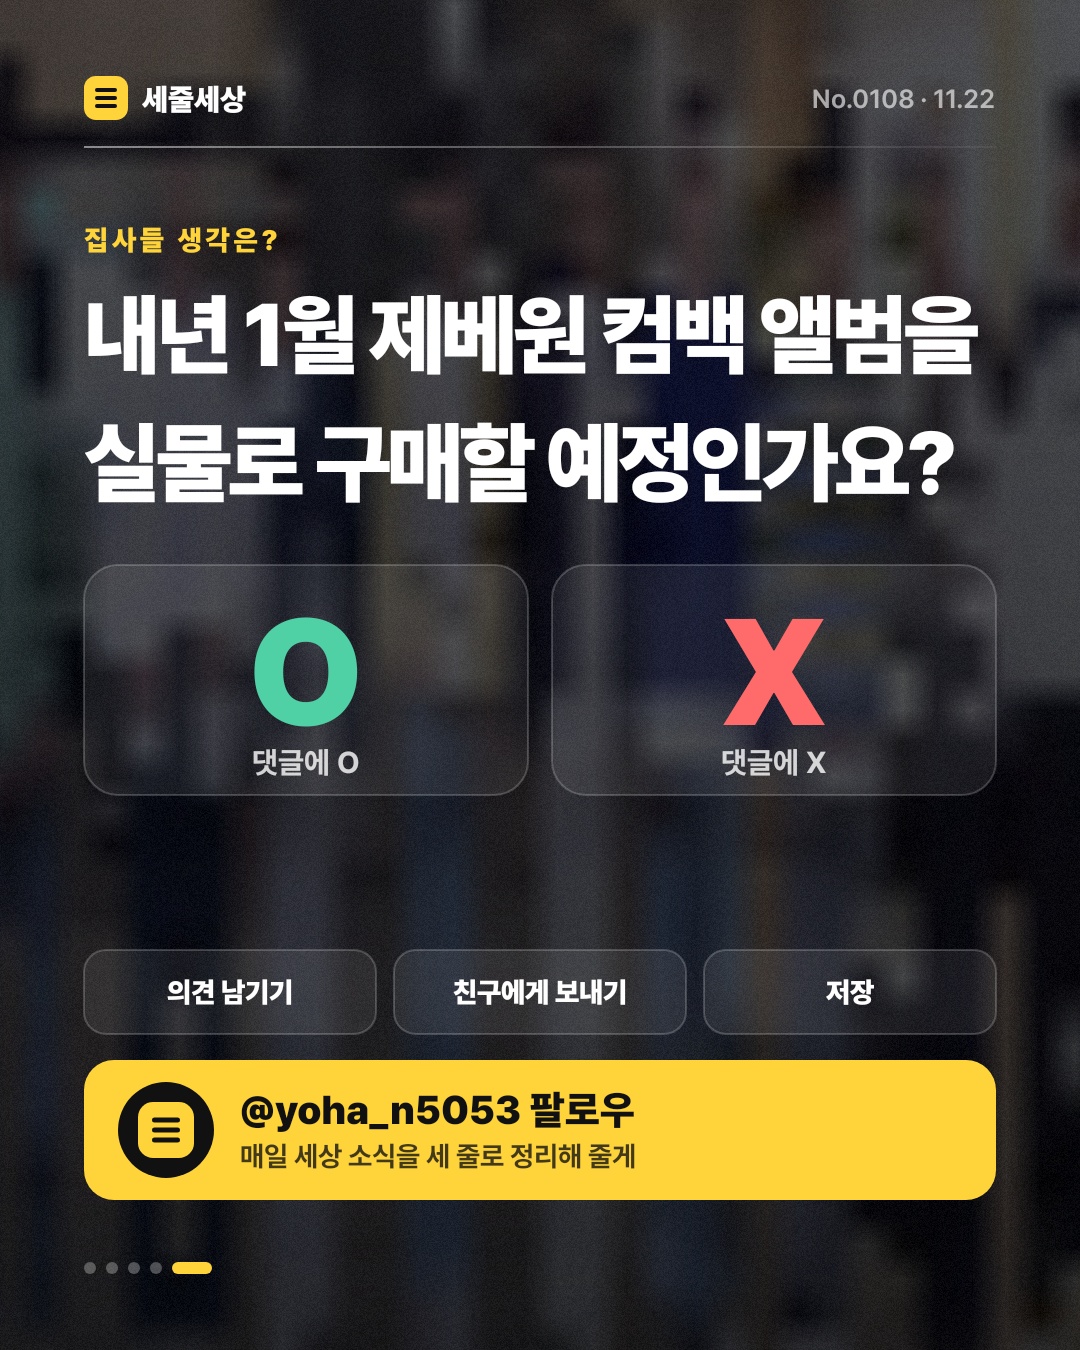 세줄세상
No.0108 · 11.22
집사들 생각은?
내년 1월 제베원 컴백 앨범을
실물로 구매할 예정인가요?
O
댓글에 O
X
댓글에 X
의견 남기기
친구에게 보내기
저장
@yoha_n5053 팔로우
매일 세상 소식을 세 줄로 정리해 줄게